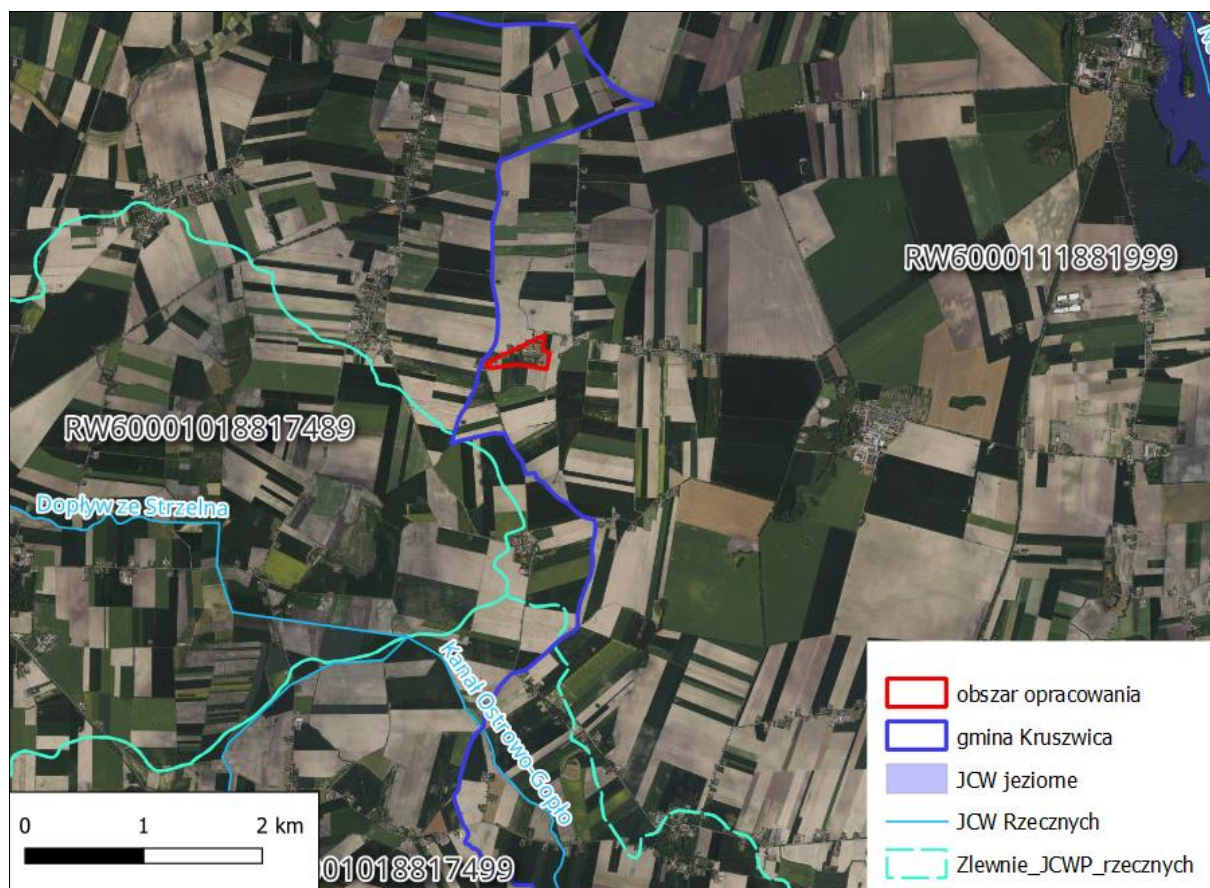 RW6000111881999
RW60001018817489
Dopływ ze Strzelna
Kanał Ostrowo-Gopło
obszar opracowania
gmina Kruszwica
JCW jeziorne
JCW Rzecznych
Zlewnie_JCWP_rzecznych
0 1 2 km
001018817499